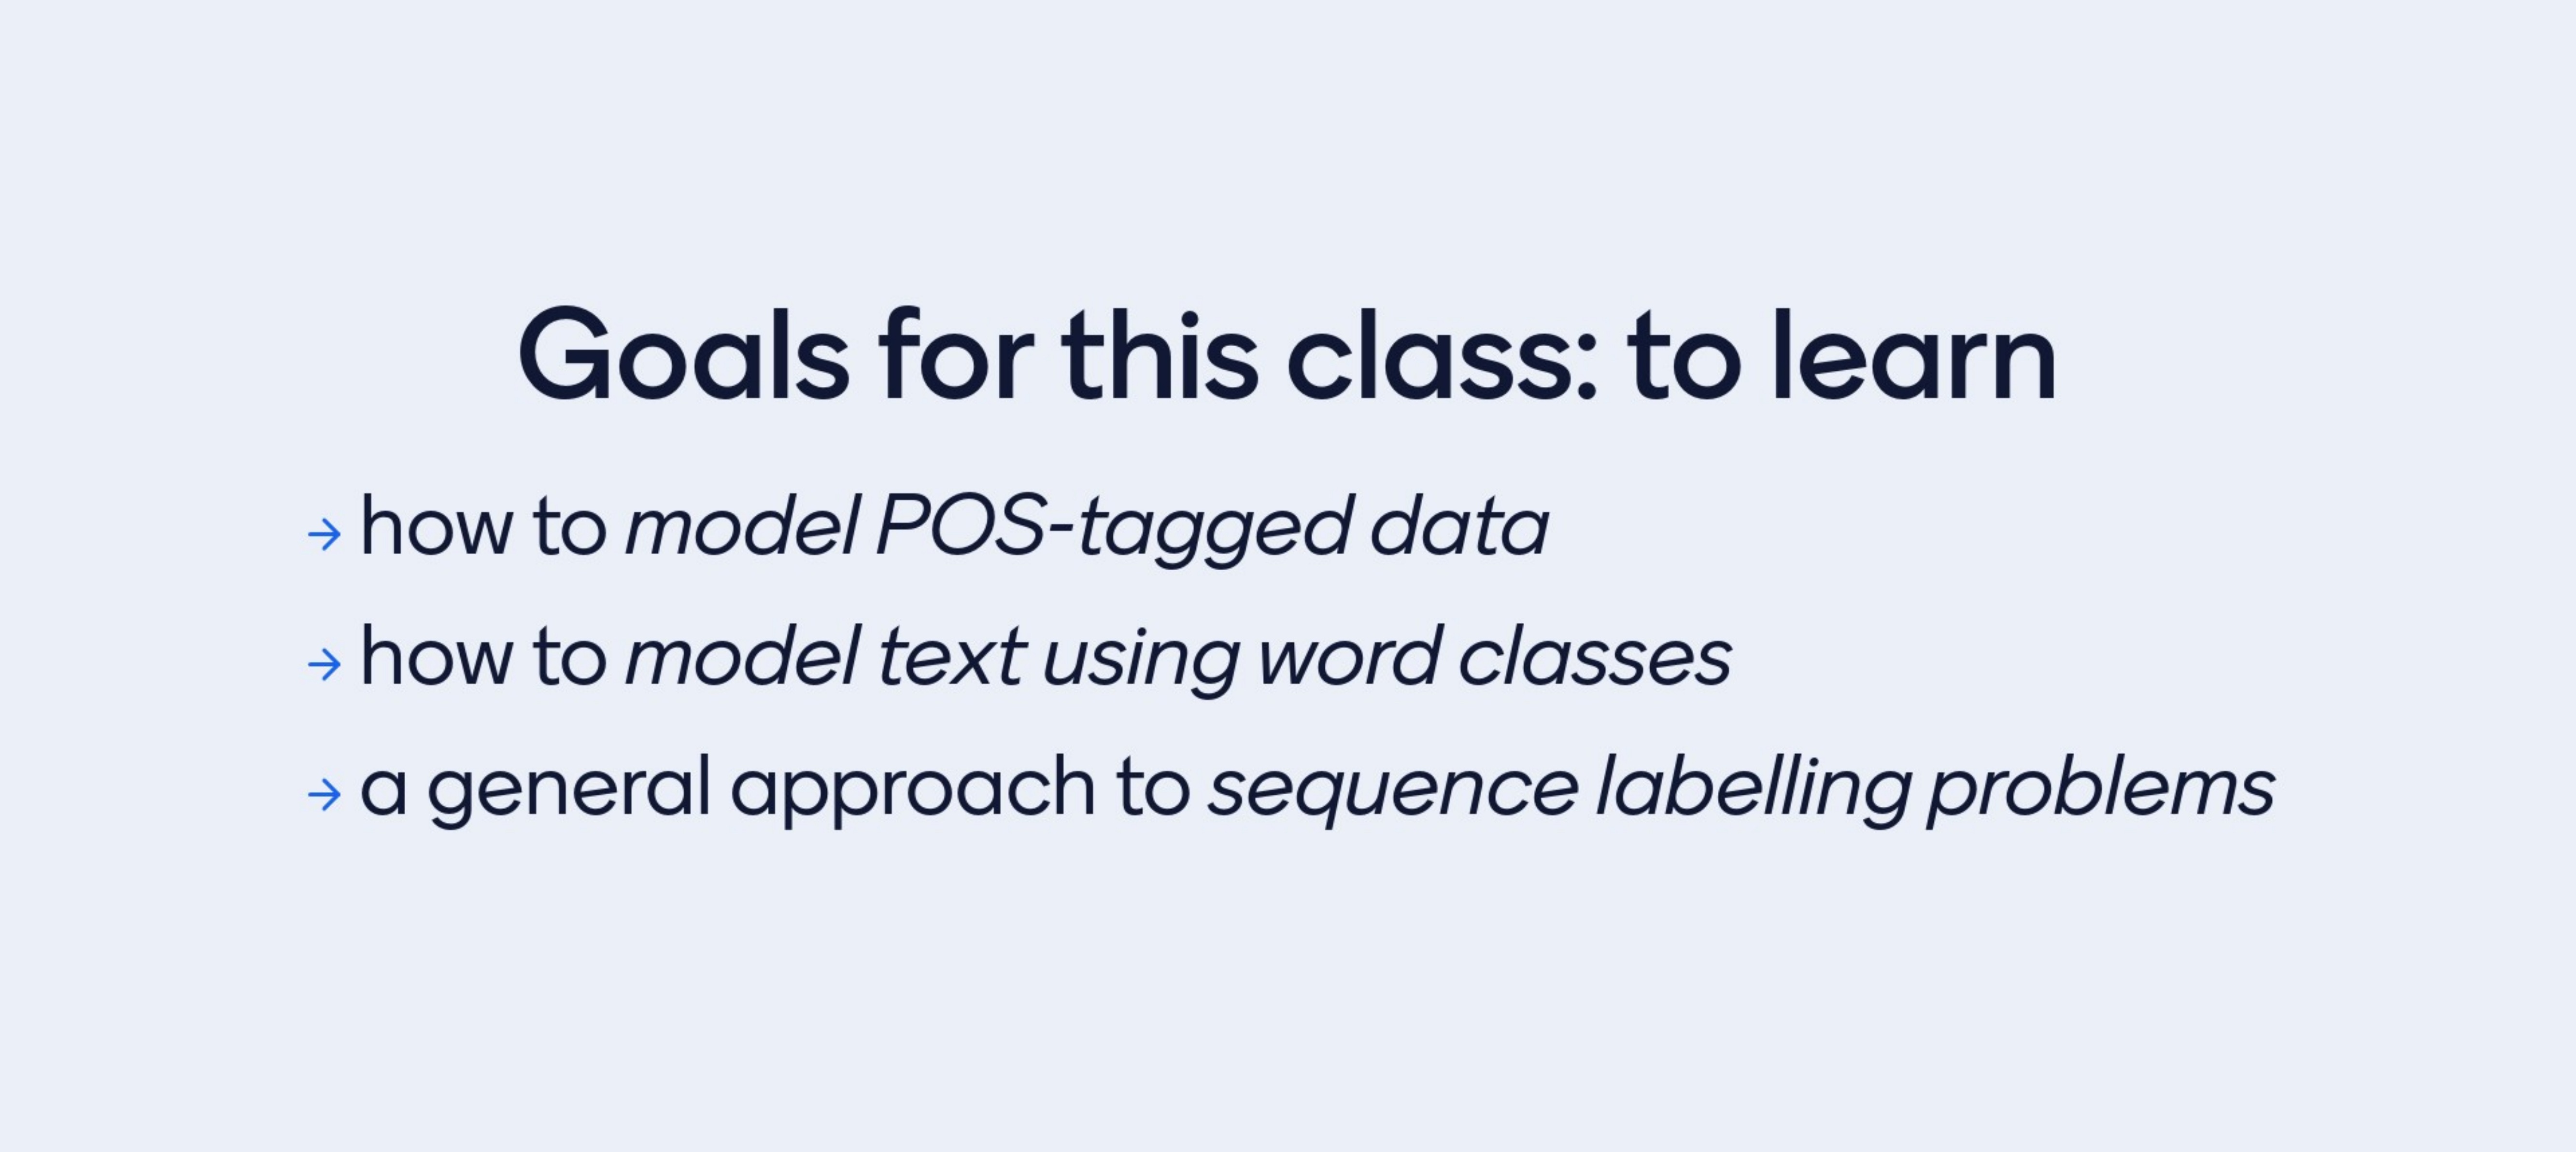 Goals for this class: to learn
→ how to model POS-tagged data
→ how to model text using word classes
→ a general approach to sequence labelling problems